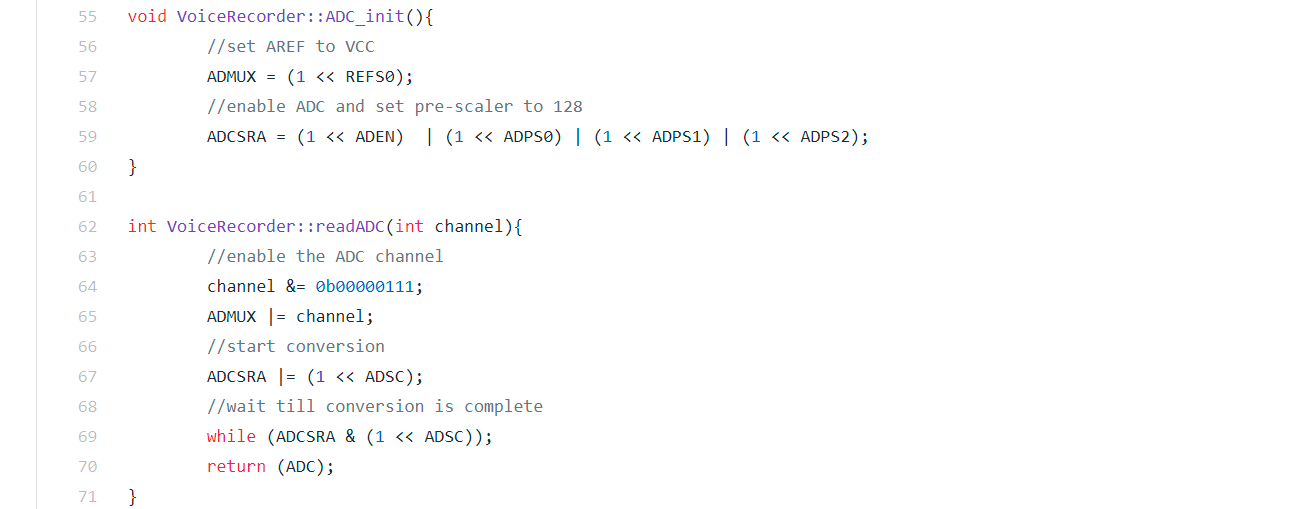 55 void VoiceRecorder::ADC_init(){
56 //set AREF to VCC
57 ADMUX = (1 << REFS0);
58 //enable ADC and set pre-scaler to 128
59 ADCSRA = (1 << ADEN)  | (1 << ADPS0) | (1 << ADPS1) | (1 << ADPS2);
60 }
61
62 int VoiceRecorder::readADC(int channel){
63 //enable the ADC channel
64 channel &= 0b00000111;
65 ADMUX |= channel;
66 //start conversion
67 ADCSRA |= (1 << ADSC);
68 //wait till conversion is complete
69 while (ADCSRA & (1 << ADSC));
70 return (ADC);
71 }